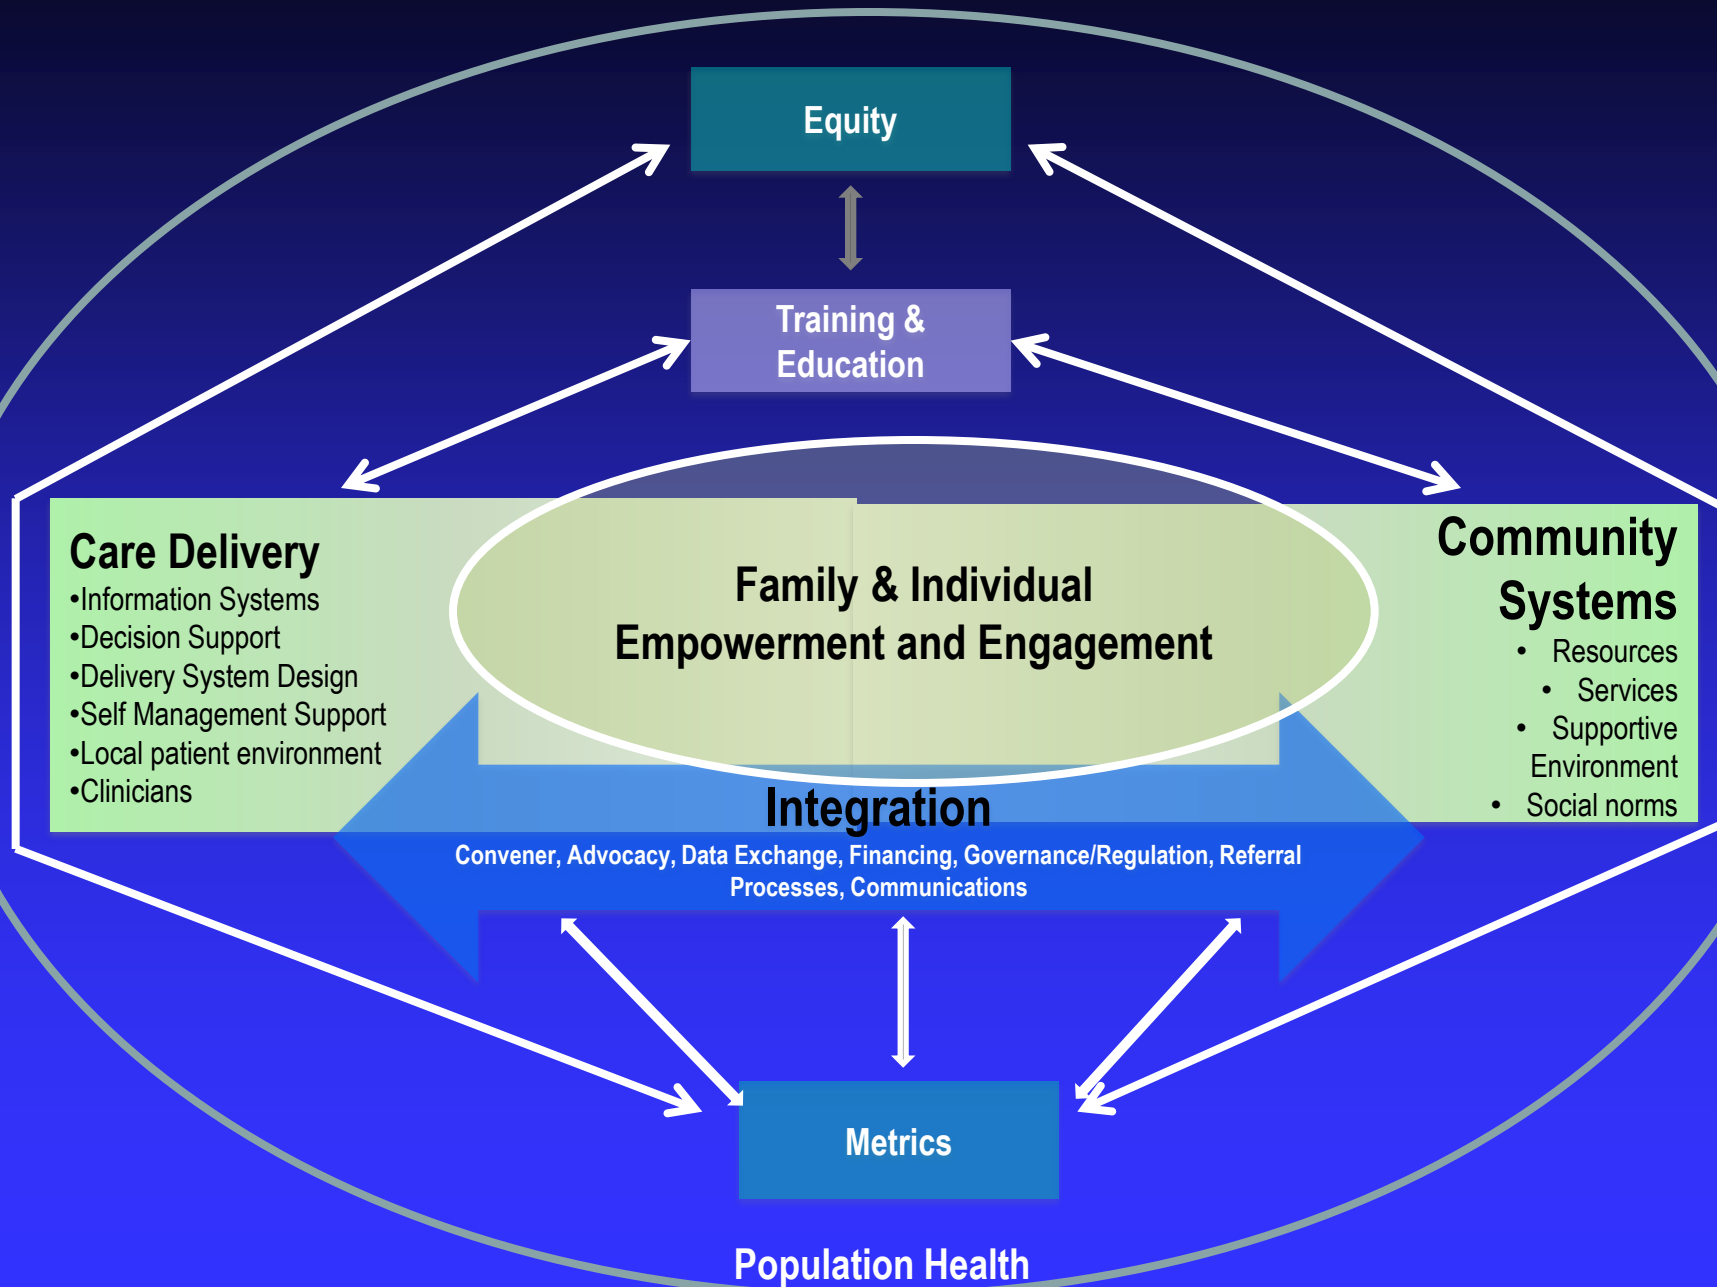 Equity
Training &
Education
Care Delivery
•Information Systems
•Decision Support
•Delivery System Design
•Self Management Support
•Local patient environment
•Clinicians
Family & Individual
Empowerment and Engagement
Community
Systems
• Resources
• Services
• Supportive
Environment
• Social norms
Integration
Convener, Advocacy, Data Exchange, Financing, Governance/Regulation, Referral
Processes, Communications
Metrics
Population Health